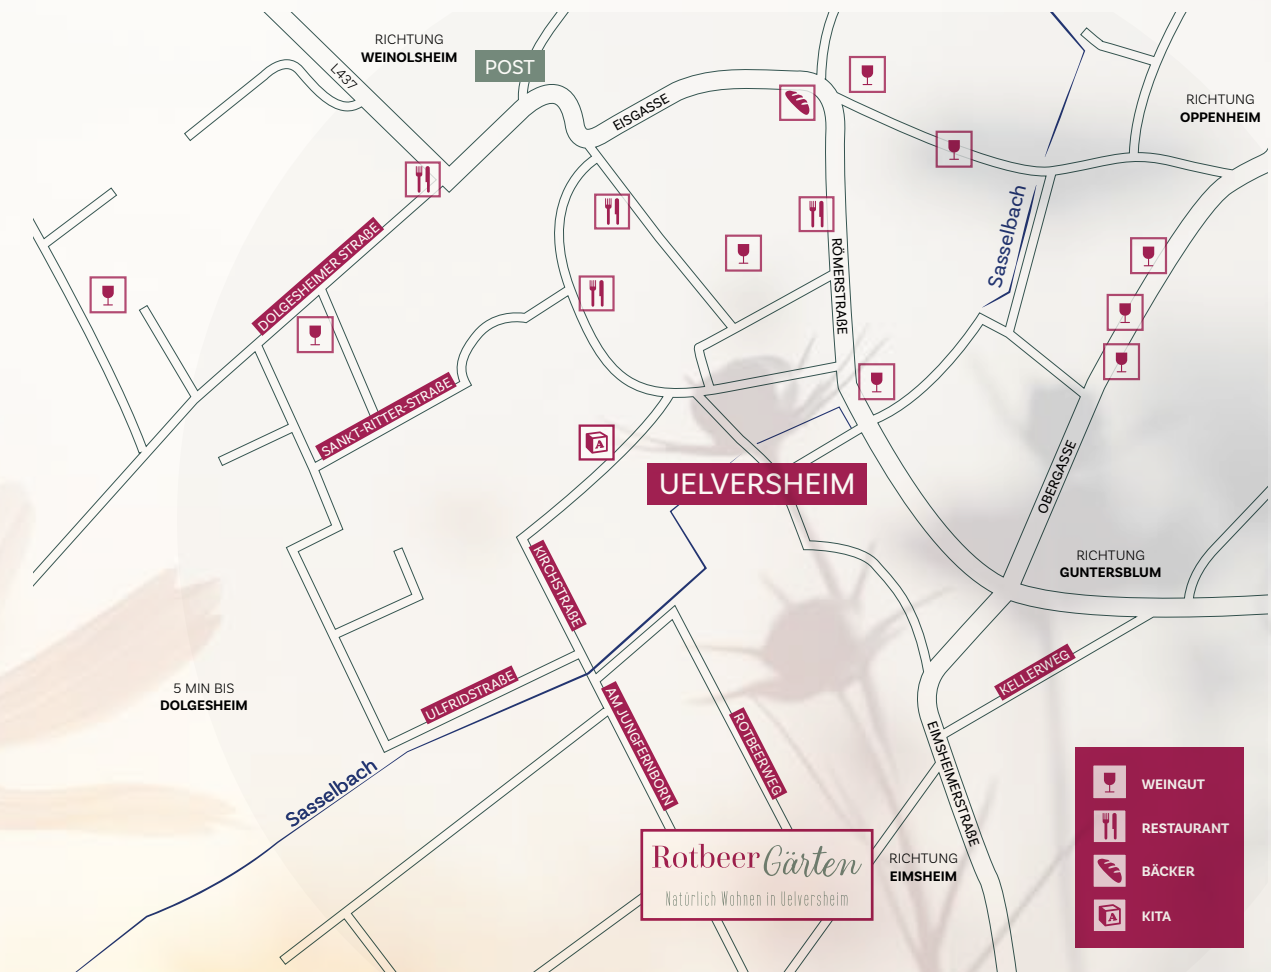 RICHTUNG
WEINOLSHEIM
POST
L437
EISGASSE
RICHTUNG
OPPENHEIM
DOLGESHEIMER STRAßE
Sasselbach
RÖMERSTRAßE
SANKT-RITTER-STRAßE
A
UELVERSHEIM
OBERGASSE
KIRCHSTRAßE
RICHTUNG
GUNTERSBLUM
5 MIN BIS
DOLGESHEIM
ULFRIDSTRAßE
KELLERWEG
AM JUNGFERNBORN
ROTBEERWEG
EIMSHEIMERSTRAßE
Sasselbach
RotbeerGärten
Natürlich Wohnen in Uelversheim
RICHTUNG
EIMSHEIM
WEINGUT
RESTAURANT
BÄCKER
A
KITA